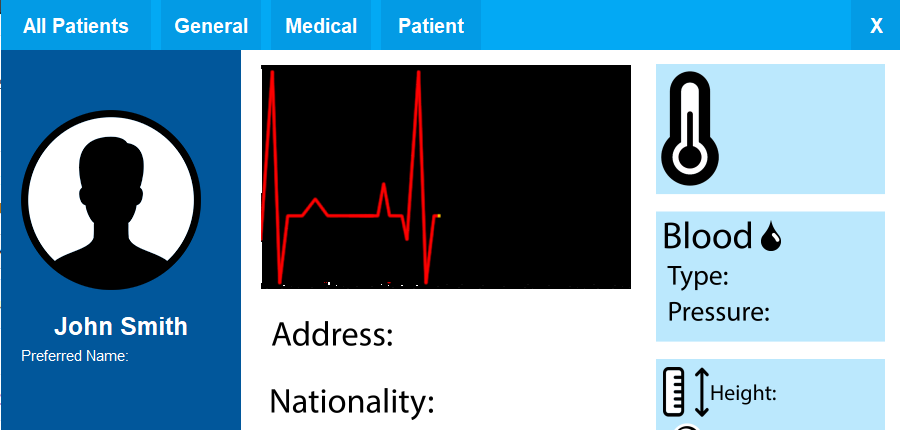 All Patients General Medical Patient X
John Smith
Preferred Name:
Address:
Nationality:
Blood
Type:
Pressure:
Height: